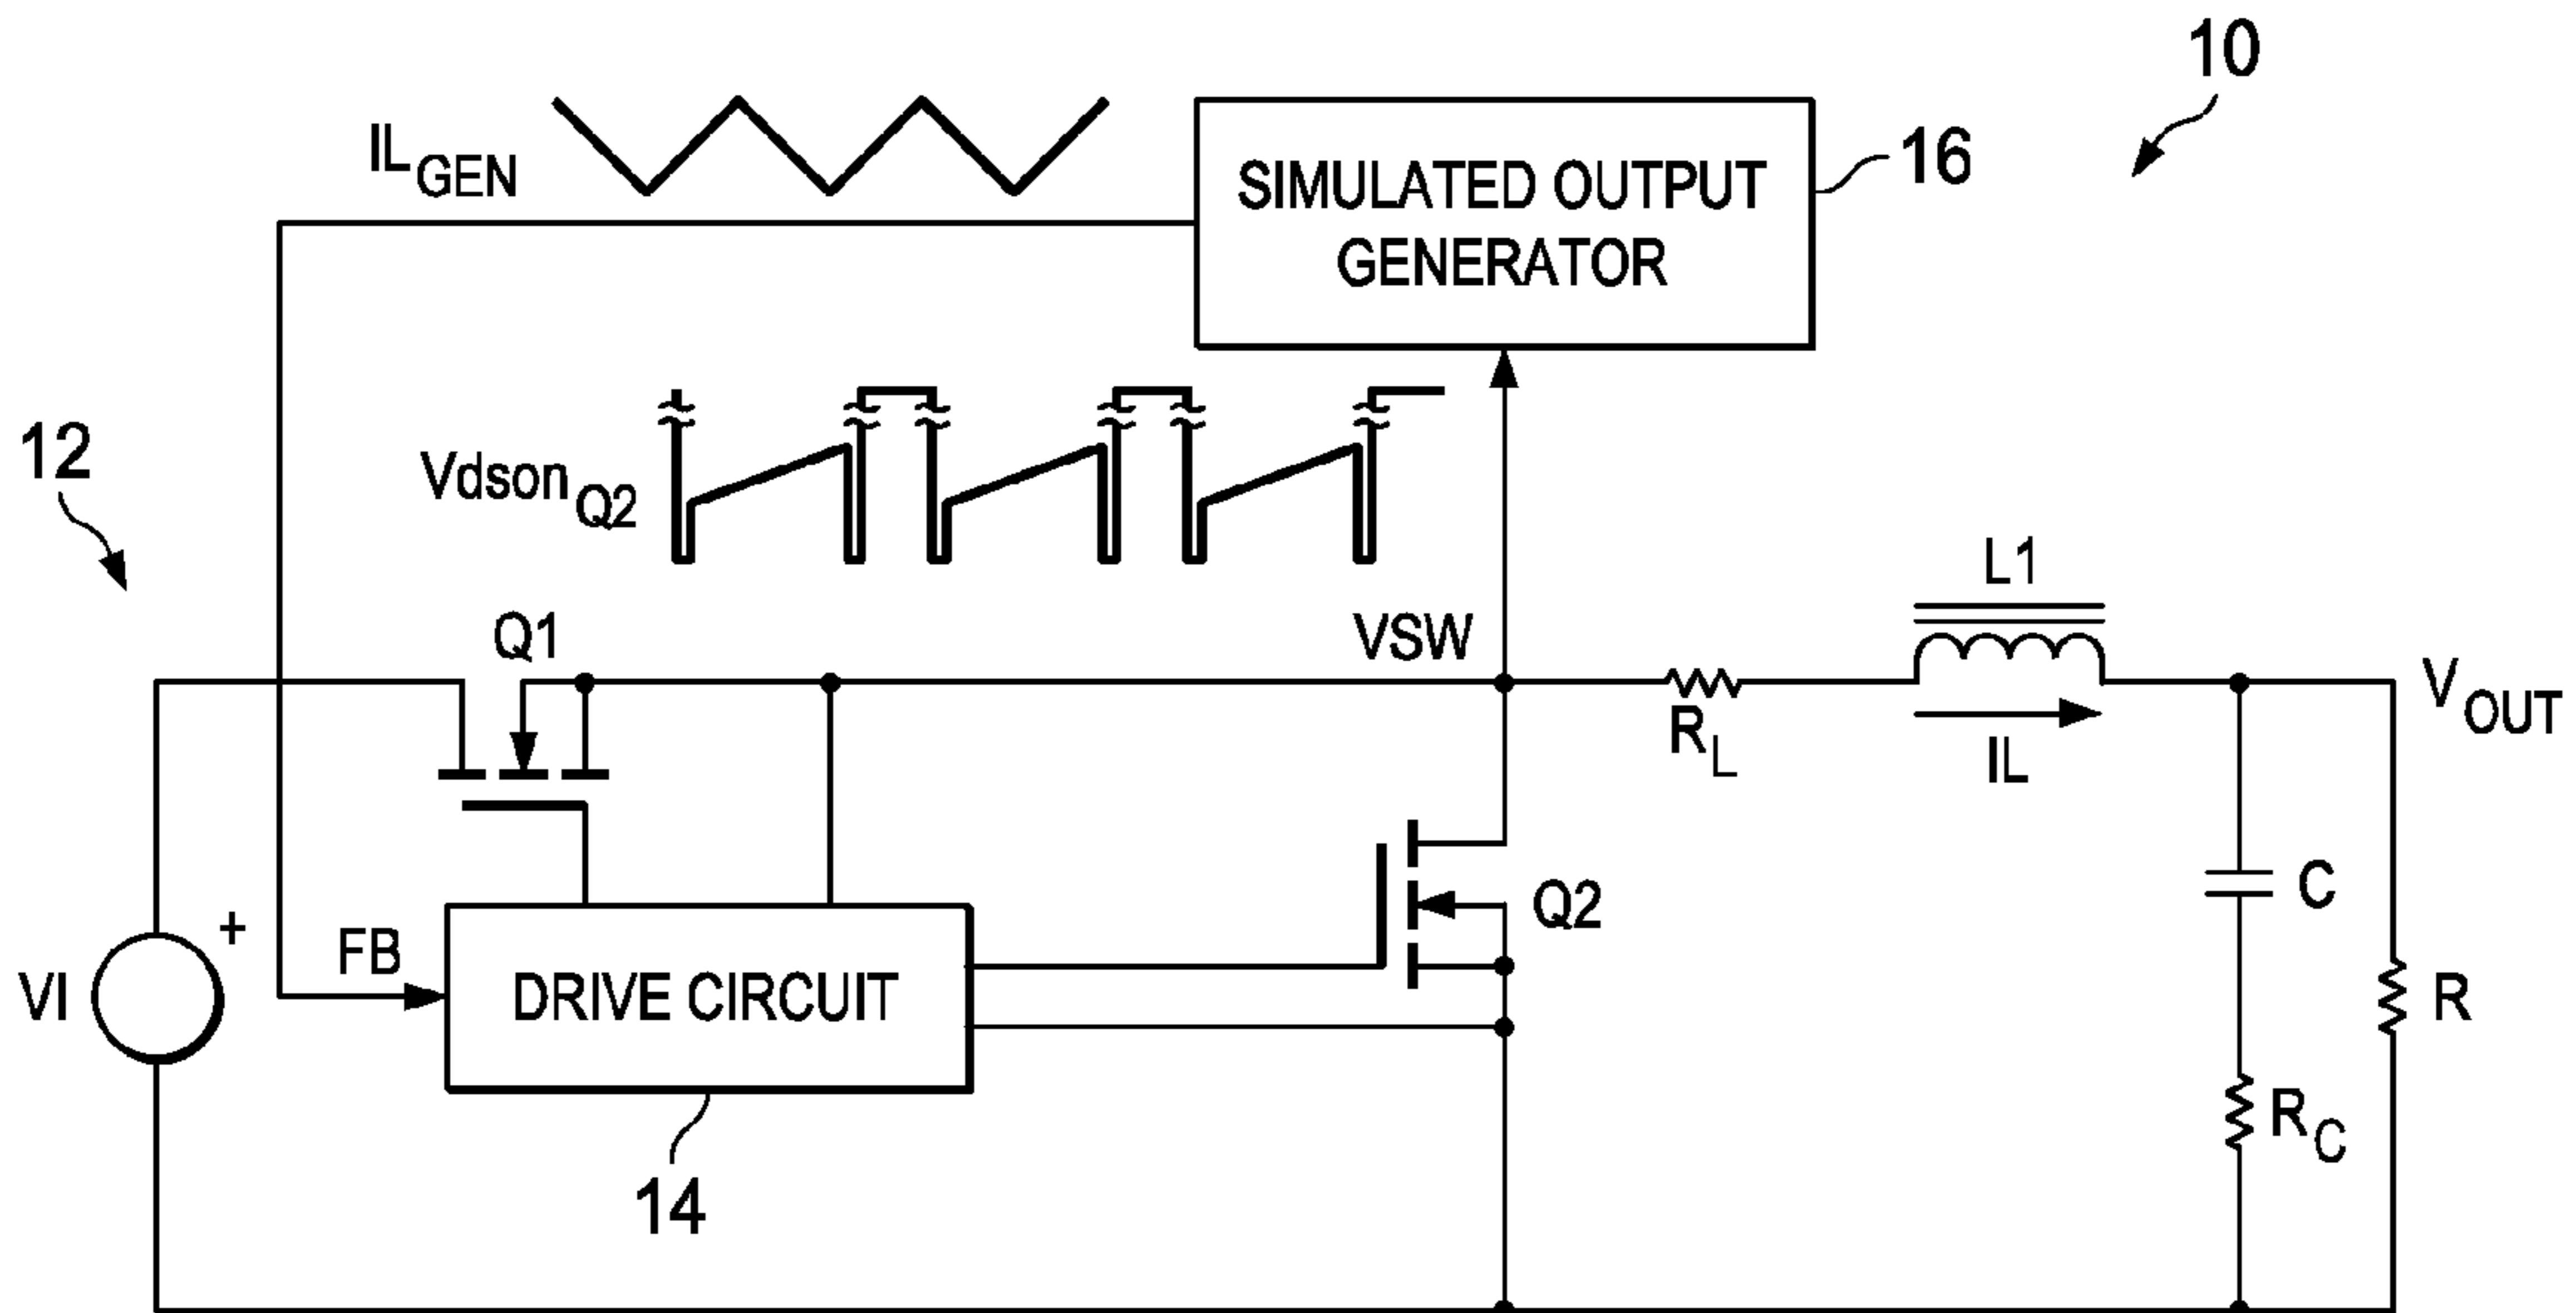 10
IL GEN
SIMULATED OUTPUT
GENERATOR
16
12
Vdson Q2
L1
Q1
VSW
V OUT
R L
IL
C
Q2
FB
VI
+
DRIVE CIRCUIT
R
R C
14